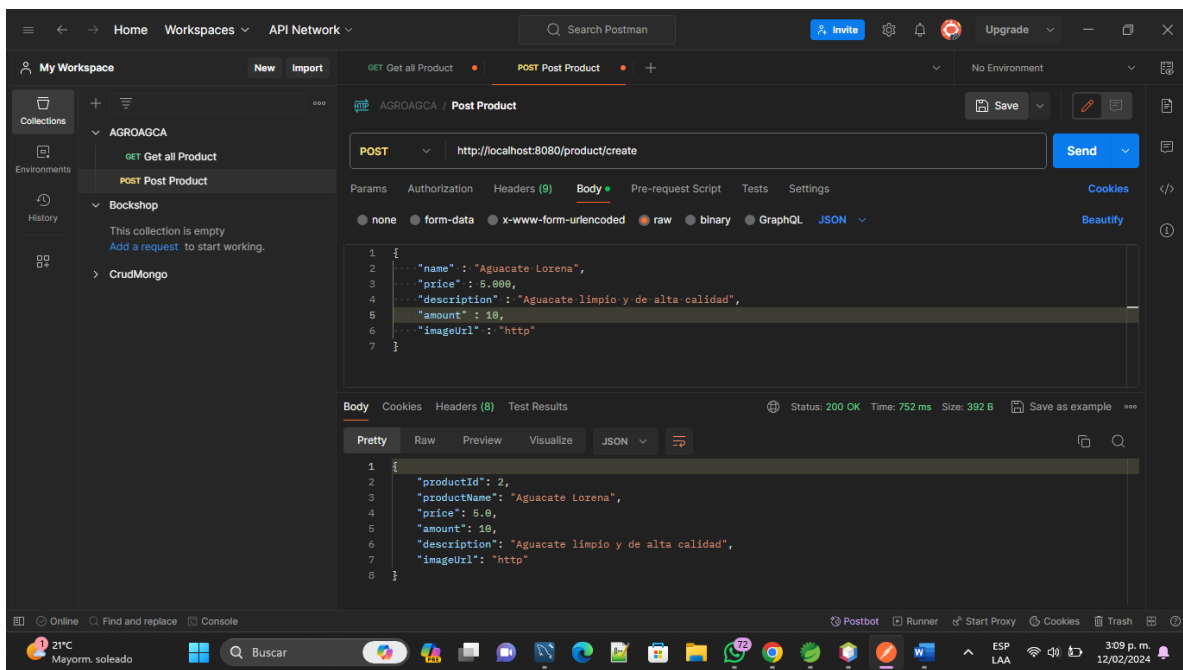 Home Workspaces API Network Search Postman Invite Upgrade
My Workspace New Import GET Get all Product POST Post Product No Environment
Collections
AGROAGCA / Post Product Save
AGROAGCA
GET Get all Product
POST Post Product
Bockshop
This collection is empty
Add a request to start working.
CrudMongo
Environments
History
POST http://localhost:8080/product/create Send
Params Authorization Headers (9) Body Pre-request Script Tests Settings Cookies
none form-data x-www-form-urlencoded raw binary GraphQL JSON Beautify
1 {
2 "name" : "Aguacate Lorena",
3 "price" : 5.000,
4 "description" : "Aguacate limpio y de alta calidad",
5 "amount" : 10,
6 "imageUrl" : "http"
7 }
Body Cookies Headers (8) Test Results Status: 200 OK Time: 752 ms Size: 392 B Save as example
Pretty Raw Preview Visualize JSON
1 {
2 "productId": 2,
3 "productName": "Aguacate Lorena",
4 "price": 5.0,
5 "amount": 10,
6 "description": "Aguacate limpio y de alta calidad",
7 "imageUrl": "http"
8 }
Online Find and replace Console Postbot Runner Start Proxy Cookies Trash
1 21°C
Mayorm. soleado
Buscar
PRE
72
ESP
LAA
3:09 p. m.
12/02/2024